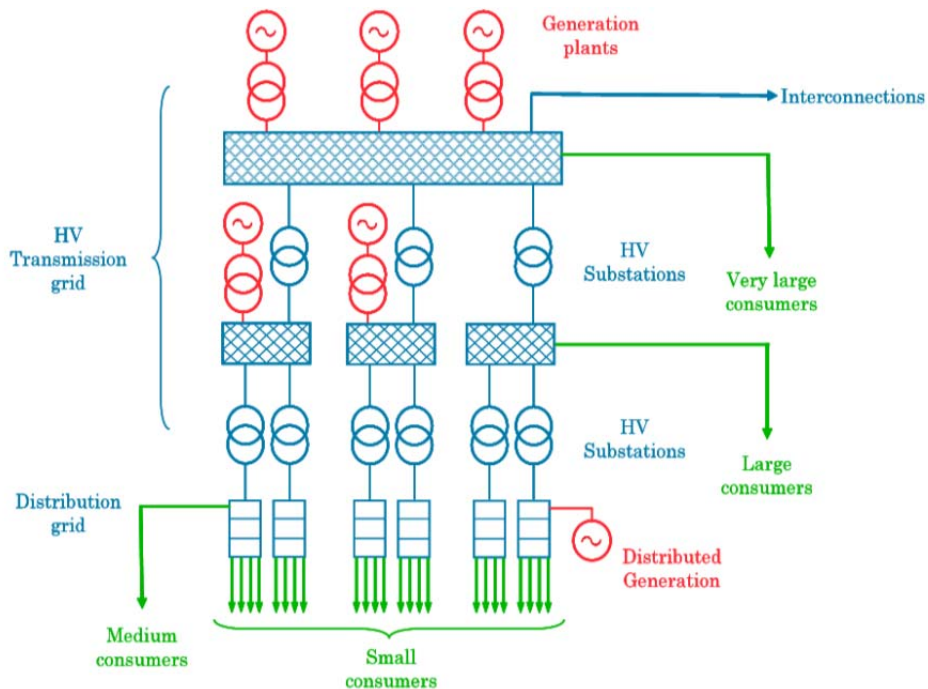 Generation
plants
Interconnections
HV
Transmission
grid
HV
Substations
Very large
consumers
HV
Substations
Large
consumers
Distribution
grid
Distributed
Generation
Medium
consumers
Small
consumers